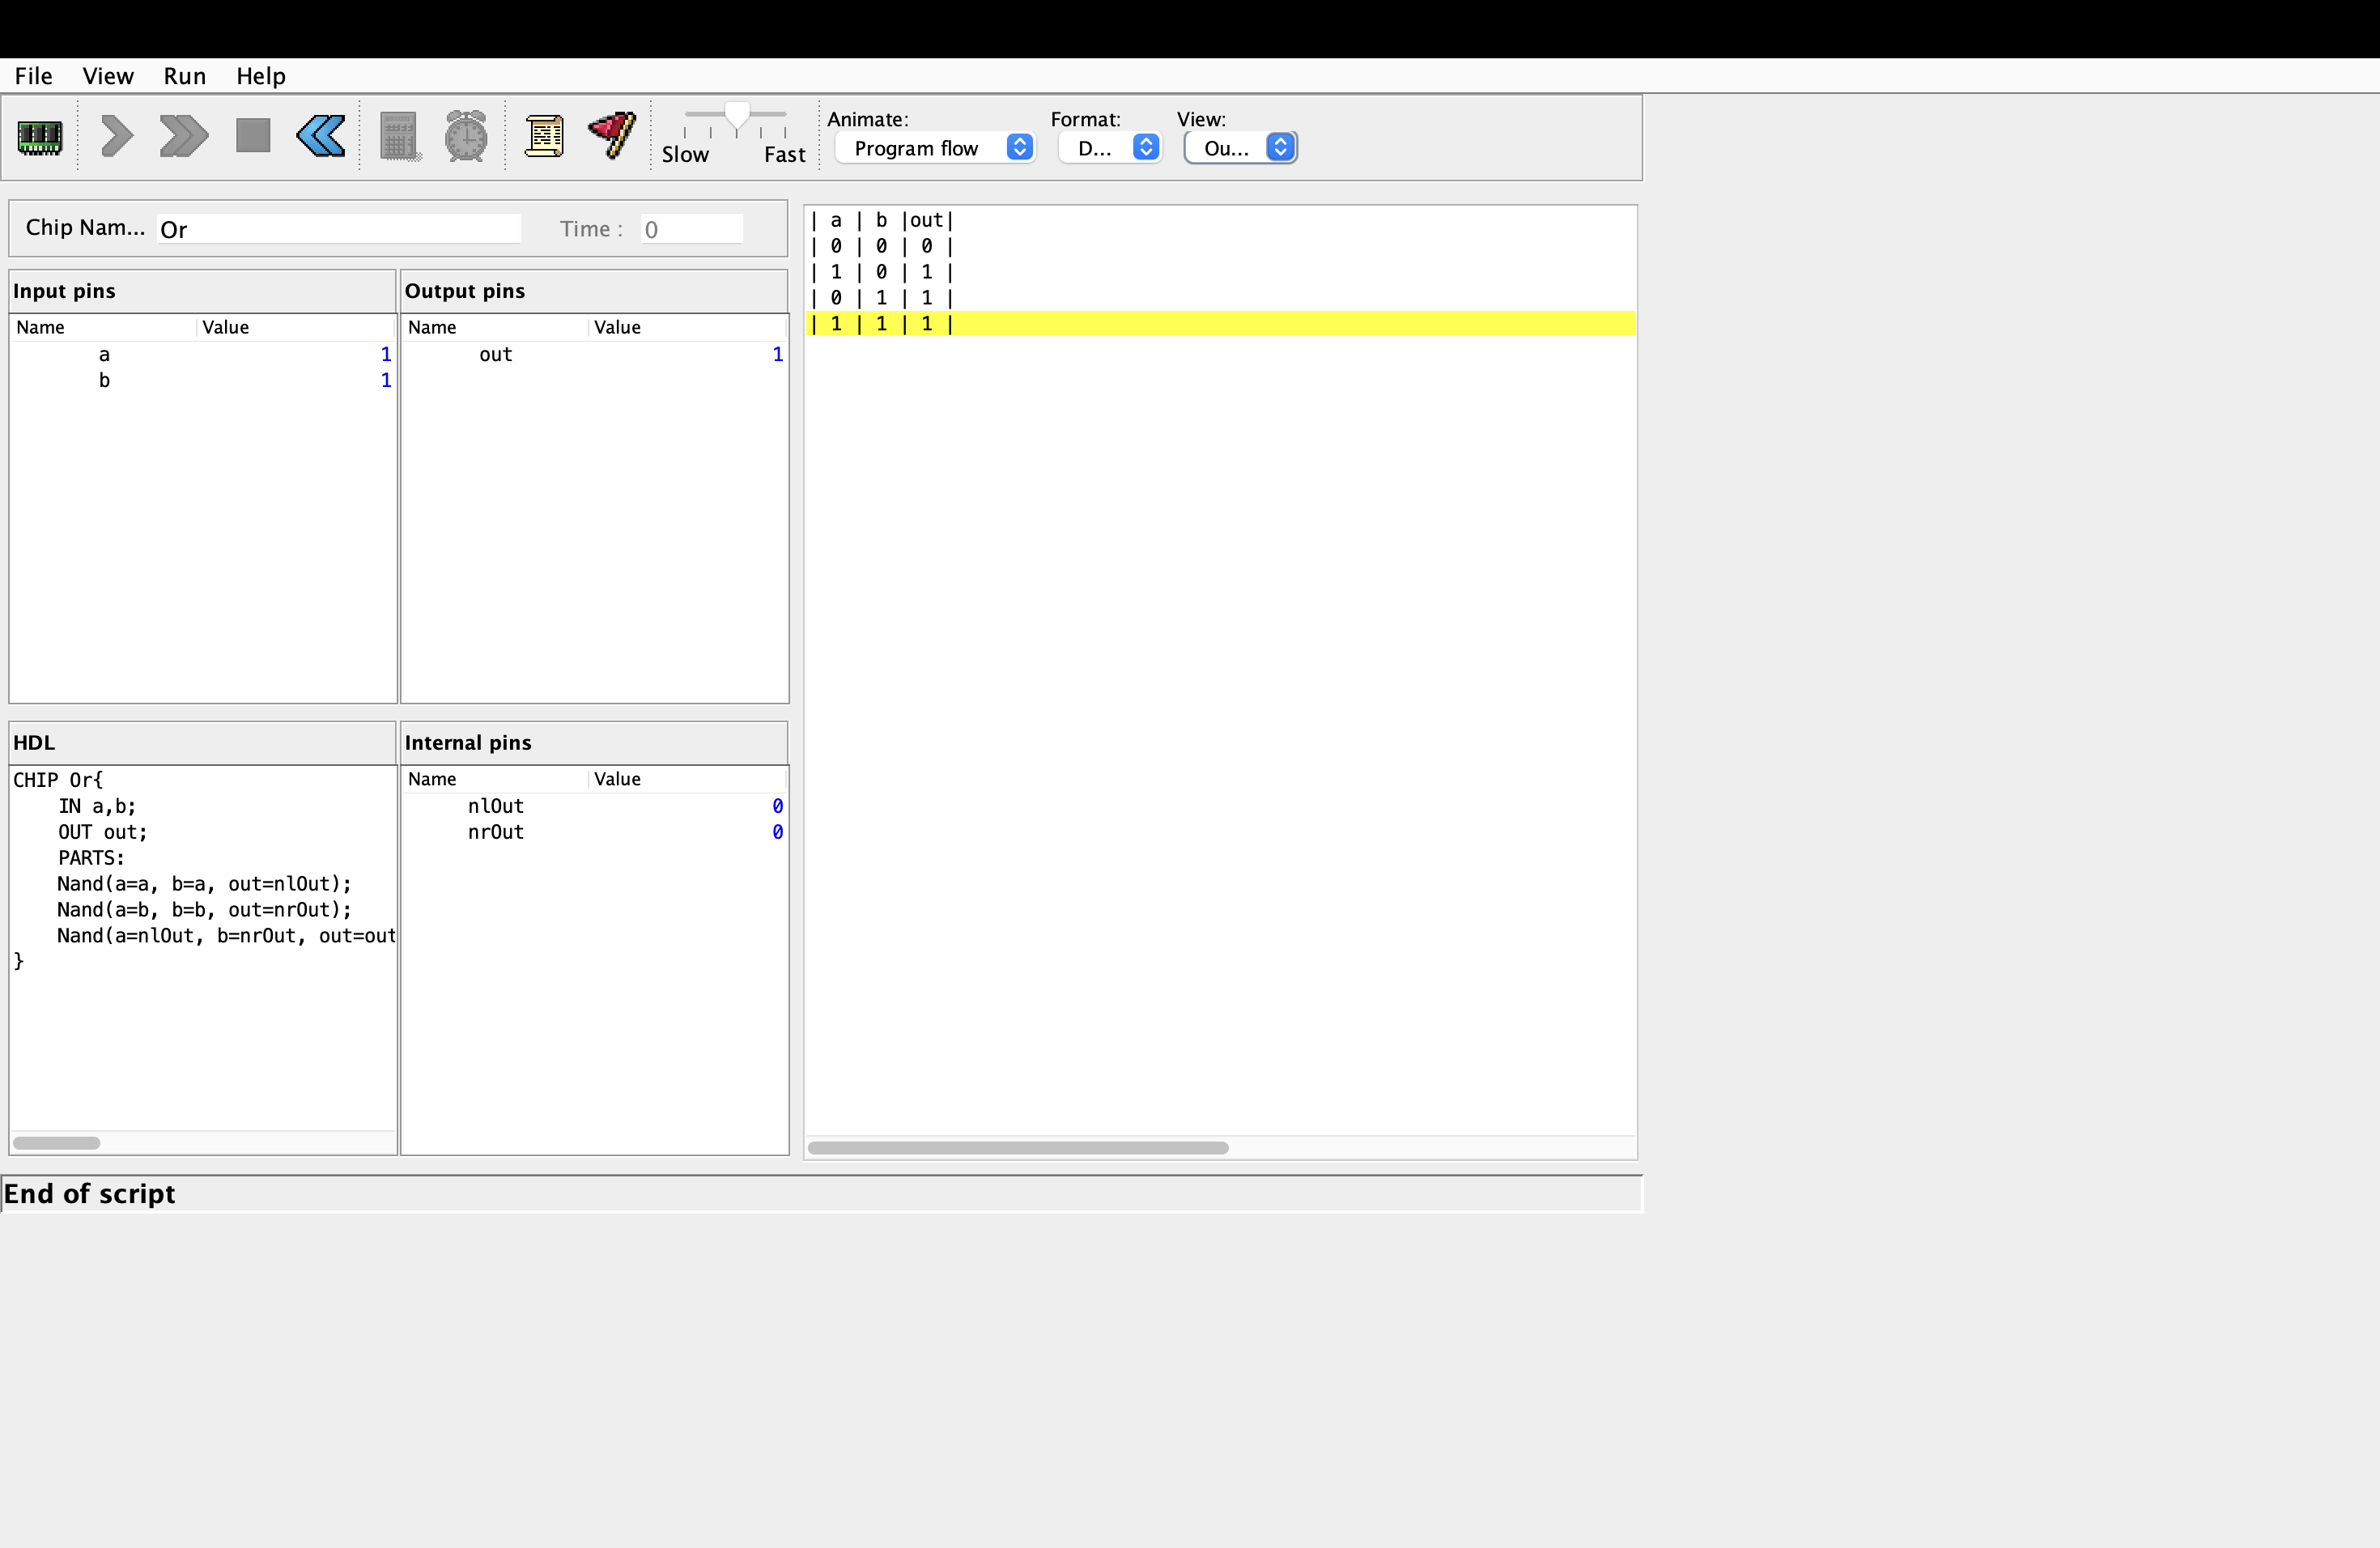 File View Run Help
Animate: Format: View:
Slow Fast Program flow D... Ou...
Chip Nam... Or Time : 0
Input pins
Name Value
a 1
b 1
Output pins
Name Value
out 1
HDL
CHIP Or{
IN a,b;
OUT out;
PARTS:
Nand(a=a, b=a, out=nlOut);
Nand(a=b, b=b, out=nrOut);
Nand(a=nlOut, b=nrOut, out=out
}
Internal pins
Name Value
nlOut 0
nrOut 0
| a | b |out|
| 0 | 0 | 0 |
| 1 | 0 | 1 |
| 0 | 1 | 1 |
| 1 | 1 | 1 |
End of script